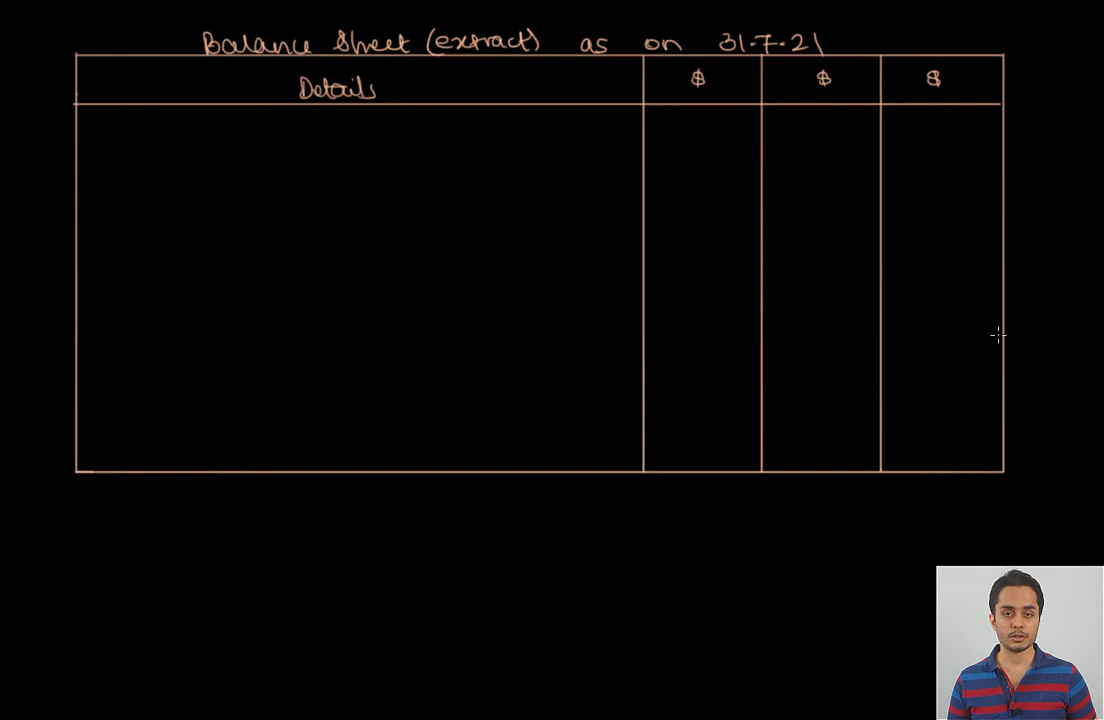 Balance Sheet (extract) as on 31.7.21
Details $ $ $